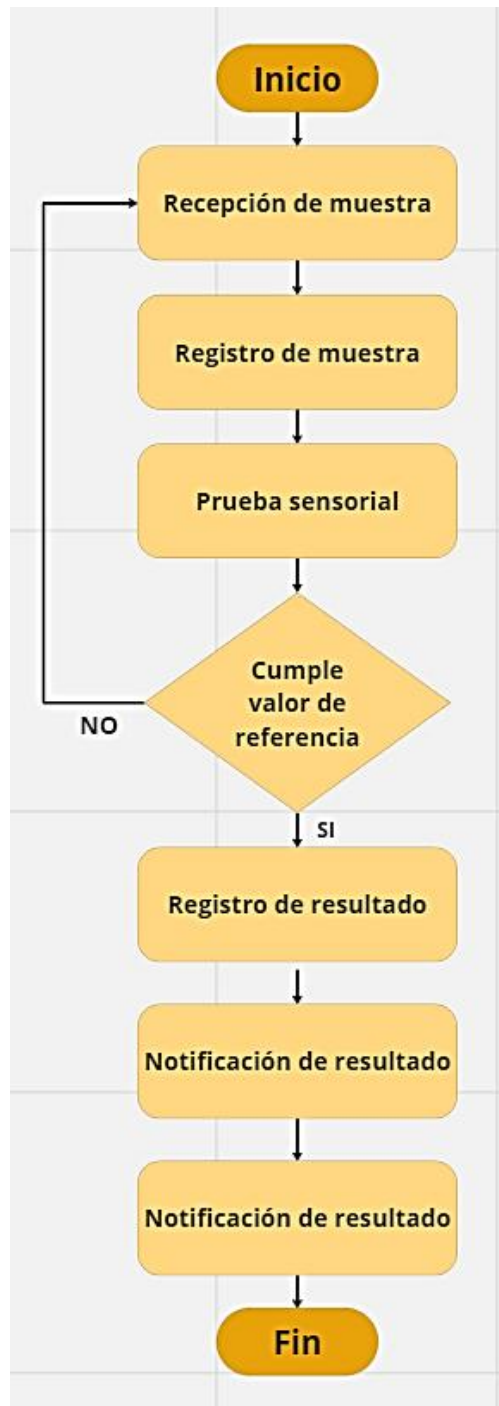 Inicio
Recepción de muestra
Registro de muestra
Prueba sensorial
Cumple
valor de
referencia
NO
SI
Registro de resultado
Notificación de resultado
Notificación de resultado
Fin